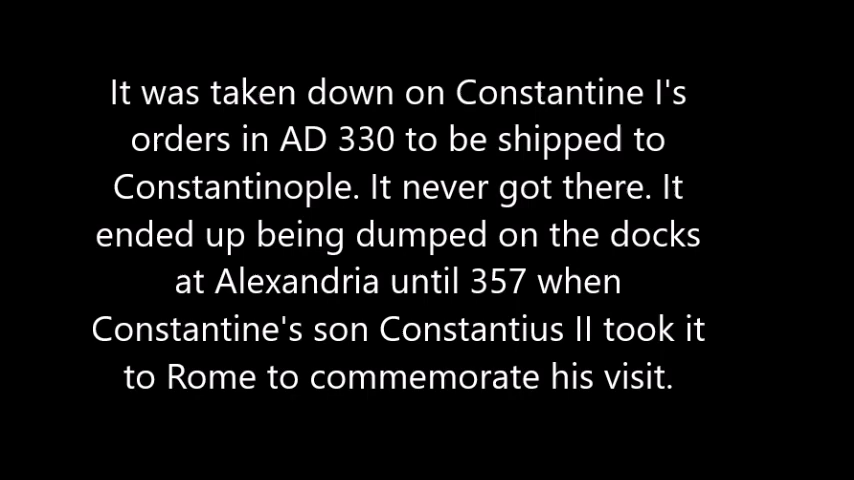 It was taken down on Constantine I's
orders in AD 330 to be shipped to
Constantinople. It never got there. It
ended up being dumped on the docks
at Alexandria until 357 when
Constantine's son Constantius II took it
to Rome to commemorate his visit.